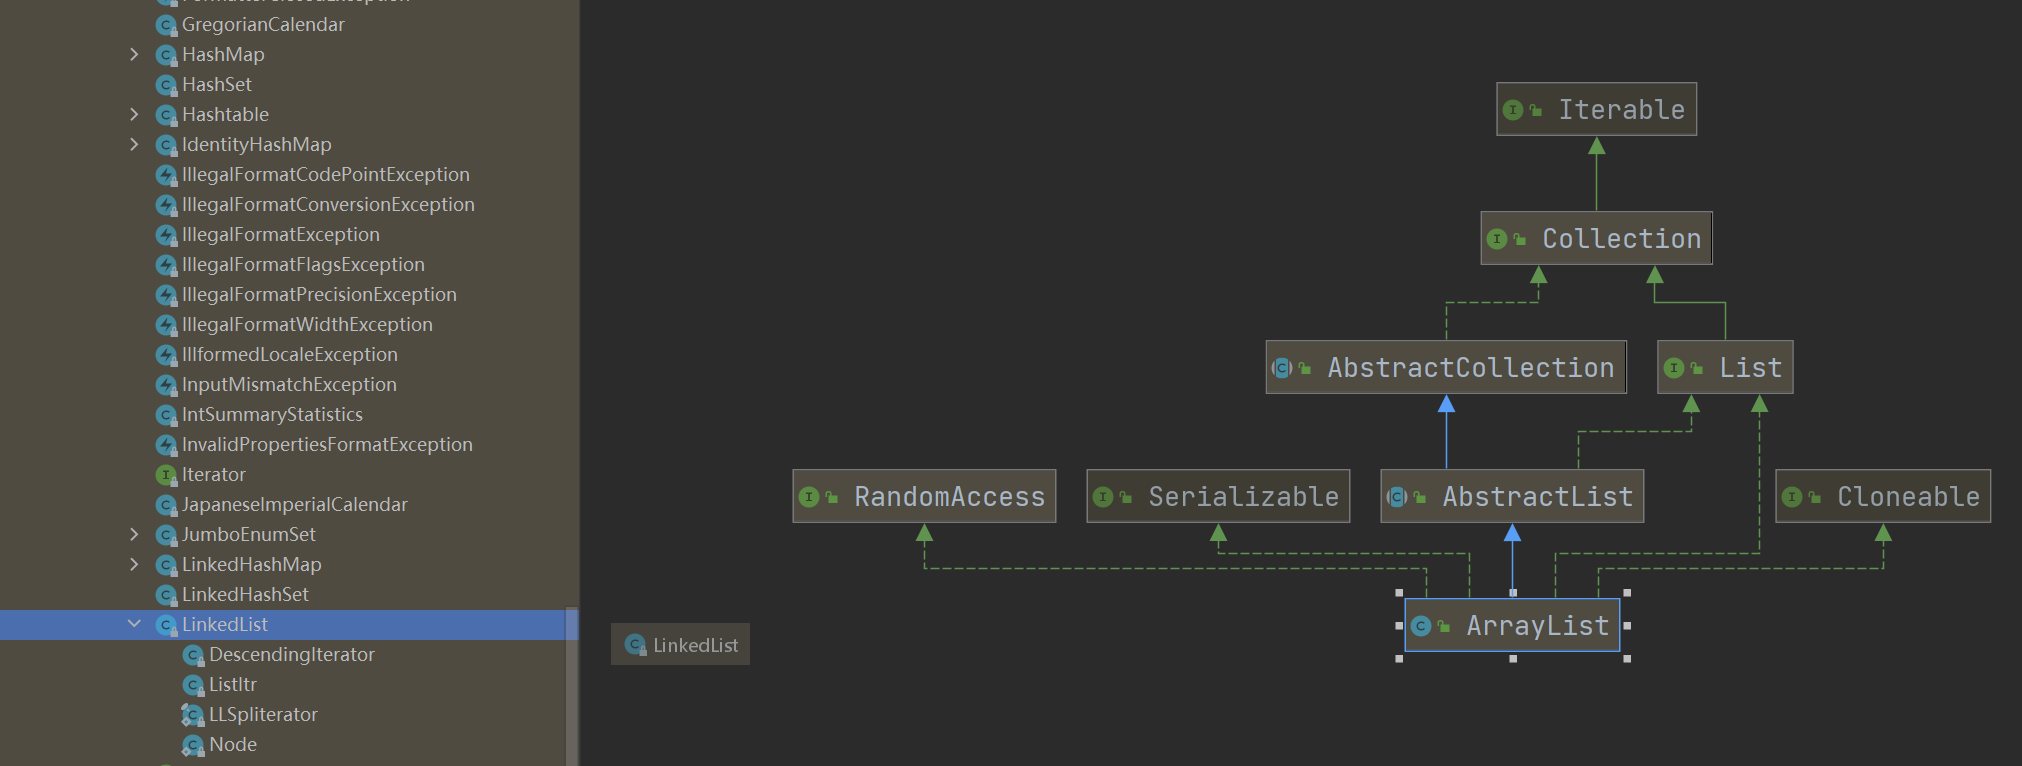 GregorianCalendar
HashMap
HashSet
Hashtable
IdentityHashMap
IllegalFormatCodePointException
IllegalFormatConversionException
IllegalFormatException
IllegalFormatFlagsException
IllegalFormatPrecisionException
IllegalFormatWidthException
IllformedLocaleException
InputMismatchException
IntSummaryStatistics
InvalidPropertiesFormatException
Iterator
JapaneseImperialCalendar
JumboEnumSet
LinkedHashMap
LinkedHashSet
LinkedList
DescendingIterator
ListItr
LLSpliterator
Node
Iterable
Collection
AbstractCollection
List
RandomAccess
Serializable
AbstractList
Cloneable
ArrayList
LinkedList